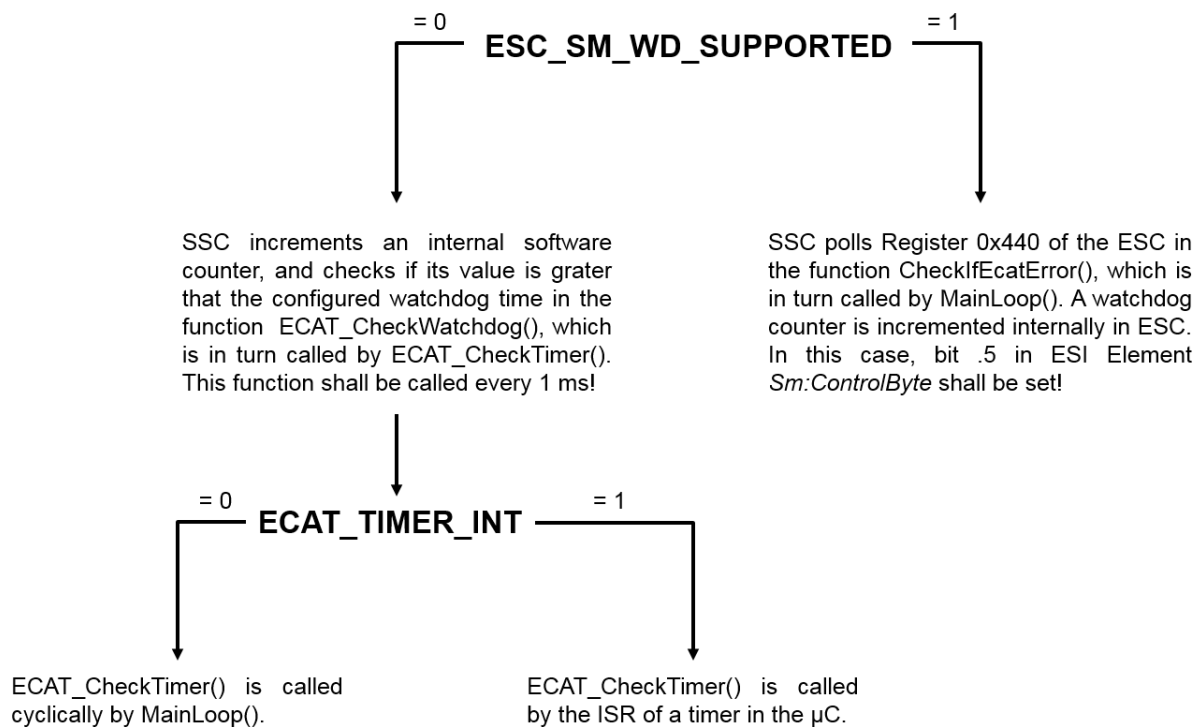 = 0
= 1
ESC_SM_WD_SUPPORTED
SSC increments an internal software
counter, and checks if its value is grater
that the configured watchdog time in the
function ECAT_CheckWatchdog(), which
is in turn called by ECAT_CheckTimer().
This function shall be called every 1 ms!
SSC polls Register 0x440 of the ESC in
the function CheckIfEcatError(), which is
in turn called by MainLoop(). A watchdog
counter is incremented internally in ESC.
In this case, bit .5 in ESI Element
Sm:ControlByte shall be set!
= 0
= 1
ECAT_TIMER_INT
ECAT_CheckTimer() is called
cyclically by MainLoop().
ECAT_CheckTimer() is called
by the ISR of a timer in the µC.